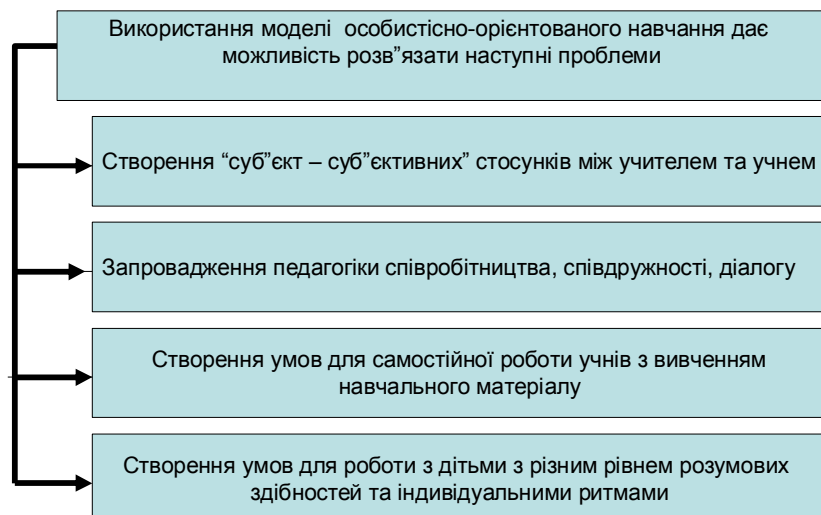 Використання моделі особистісно-орієнтованого навчання дає
можливість розв"язати наступні проблеми
Створення “суб"єкт – суб"єктивних” стосунків між учителем та учнем
Запровадження педагогіки співробітництва, співдружності, діалогу
Створення умов для самостійної роботи учнів з вивченням
навчального матеріалу
Створення умов для роботи з дітьми з різним рівнем розумових
здібностей та індивідуальними ритмами